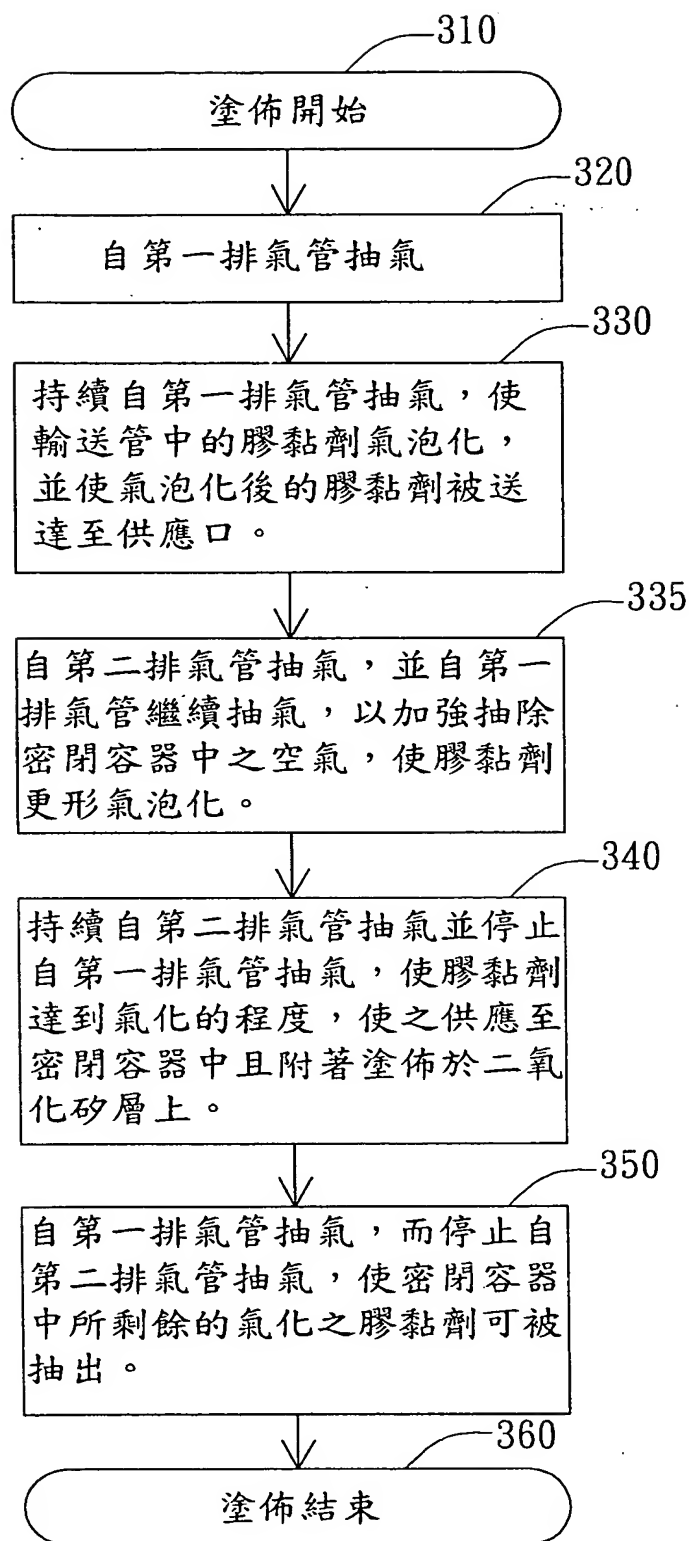 310
塗佈開始
320
自第一排氣管抽氣
330
持續自第一排氣管抽氣，使
輸送管中的膠黏劑氣泡化，
並使氣泡化後的膠黏劑被送
達至供應口。
335
自第二排氣管抽氣，並自第一
排氣管繼續抽氣，以加強抽除
密閉容器中之空氣，使膠黏劑
更形氣泡化。
340
持續自第二排氣管抽氣並停止
自第一排氣管抽氣，使膠黏劑
達到氣化的程度，使之供應至
密閉容器中且附著塗佈於二氧
化矽層上。
350
自第一排氣管抽氣，而停止自
第二排氣管抽氣，使密閉容器
中所剩餘的氣化之膠黏劑可被
抽出。
360
塗佈結束